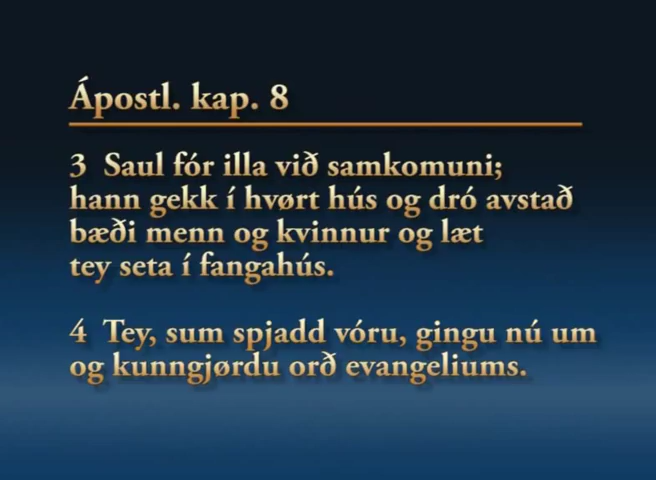 Ápostl. kap. 8
3 Saul fór illa við samkomuni;
hann gekk í hvørt hús og dró avstað
bæði menn og kvinnur og læt
tey seta í fangahús.
4 Tey, sum spjadd vóru, gingu nú um
og kunngjørdu orð evangeliums.